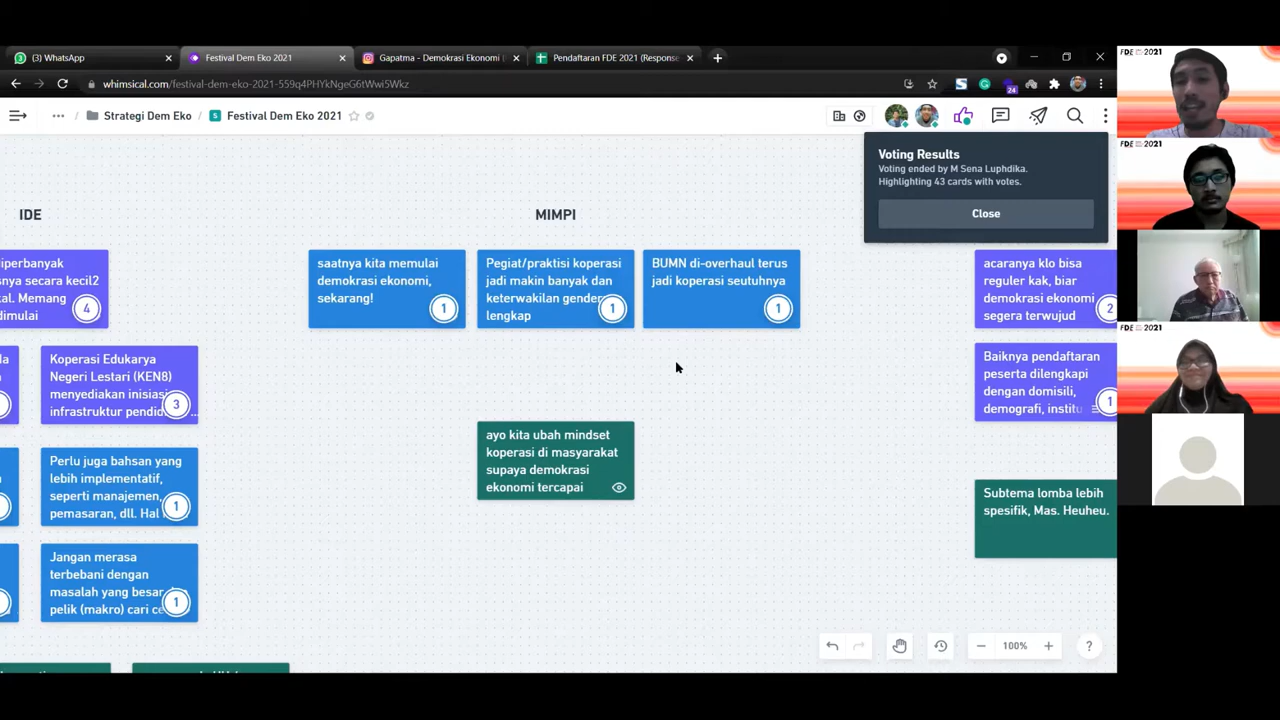 (3) WhatsApp
Festival Dem Eko 2021
Gapatma - Demokrasi Ekonomi
Pendaftaran FDE 2021 (Response
whimsical.com/festival-dem-eko-2021-559q4PHYkNgeG6tWwi5Wkz
24
Strategi Dem Eko / Festival Dem Eko 2021
Voting Results
Voting ended by M Sena Luphdika.
Highlighting 43 cards with votes.
Close
IDE
MIMPI
iperbanyak
snya secara kecil2
kal. Memang
dimulai
4
Koperasi Edukarya
Negeri Lestari (KEN8)
menyediakan inisiasi
infrastruktur pendid ...
3
Perlu juga bahsan yang
lebih implementatif,
seperti manajemen,
pemasaran, dll. Hal
1
Jangan merasa
terbebani dengan
masalah yang besar
pelik (makro) cari ce
1
saatnya kita memulai
demokrasi ekonomi,
sekarang!
1
Pegiat/praktisi koperasi
jadi makin banyak dan
keterwakilan gender
lengkap
1
BUMN di-overhaul terus
jadi koperasi seutuhnya
1
ayo kita ubah mindset
koperasi di masyarakat
supaya demokrasi
ekonomi tercapai
acaranya klo bisa
reguler kak, biar
demokrasi ekonomi
segera terwujud
2
Baiknya pendaftaran
peserta dilengkapi
dengan domisili,
demografi, institu
1
Subtema lomba lebih
spesifik, Mas. Heuheu.
100%
?
FDE 2021
FDE 2021
FDE 2021